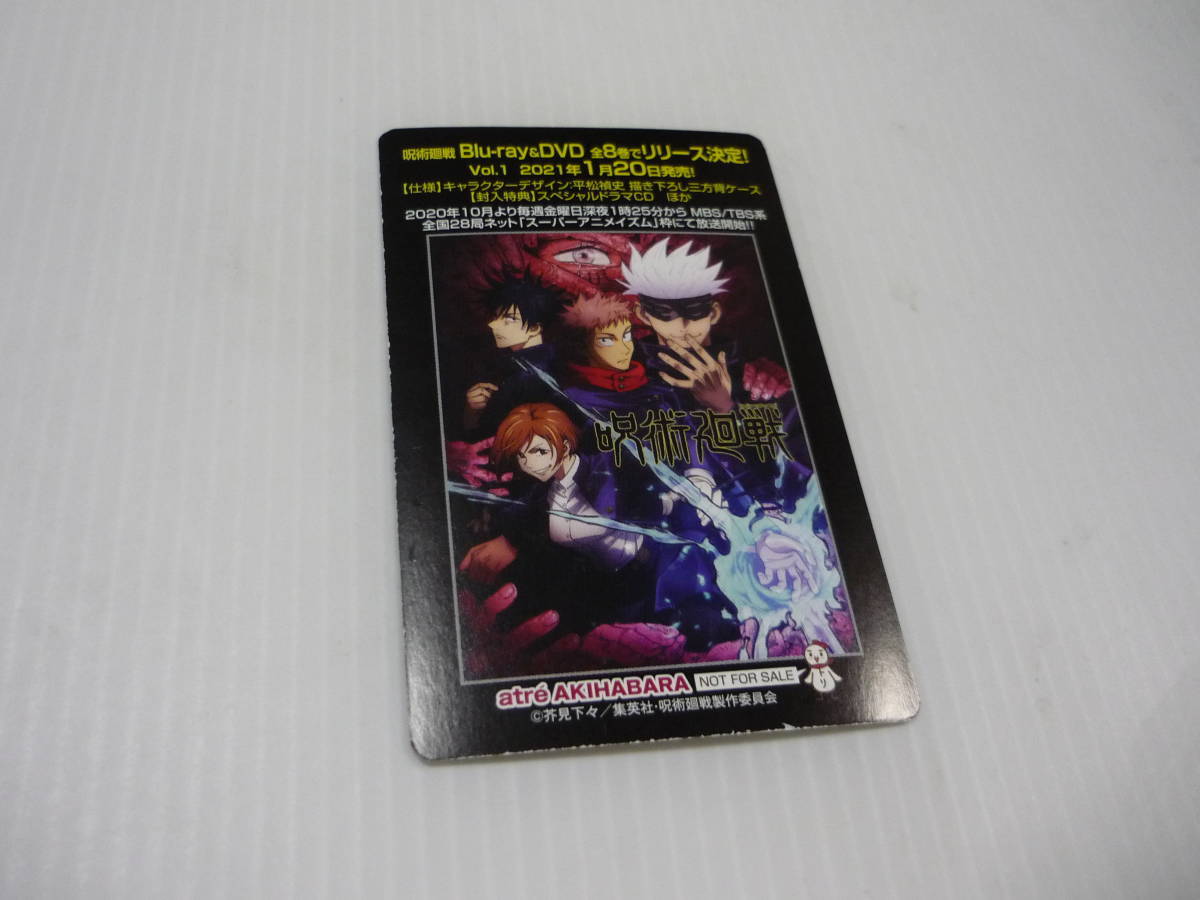 呪術廻戦 Blu-ray&DVD 全8巻でリリース決定!
Vol.1 2021年1月20日発売!
【仕様】キャラクターデザイン:平松禎史 描き下ろし三方背ケース
【封入特典】スペシャルドラマCD ほか
2020年10月より毎週金曜日深夜1時25分から MBS/TBS系
全国28局ネット「スーパーアニメイズム」枠にて放送開始!!
呪術廻戦
atré AKIHABARA NOT FOR SALE
©芥見下々/集英社・呪術廻戦製作委員会